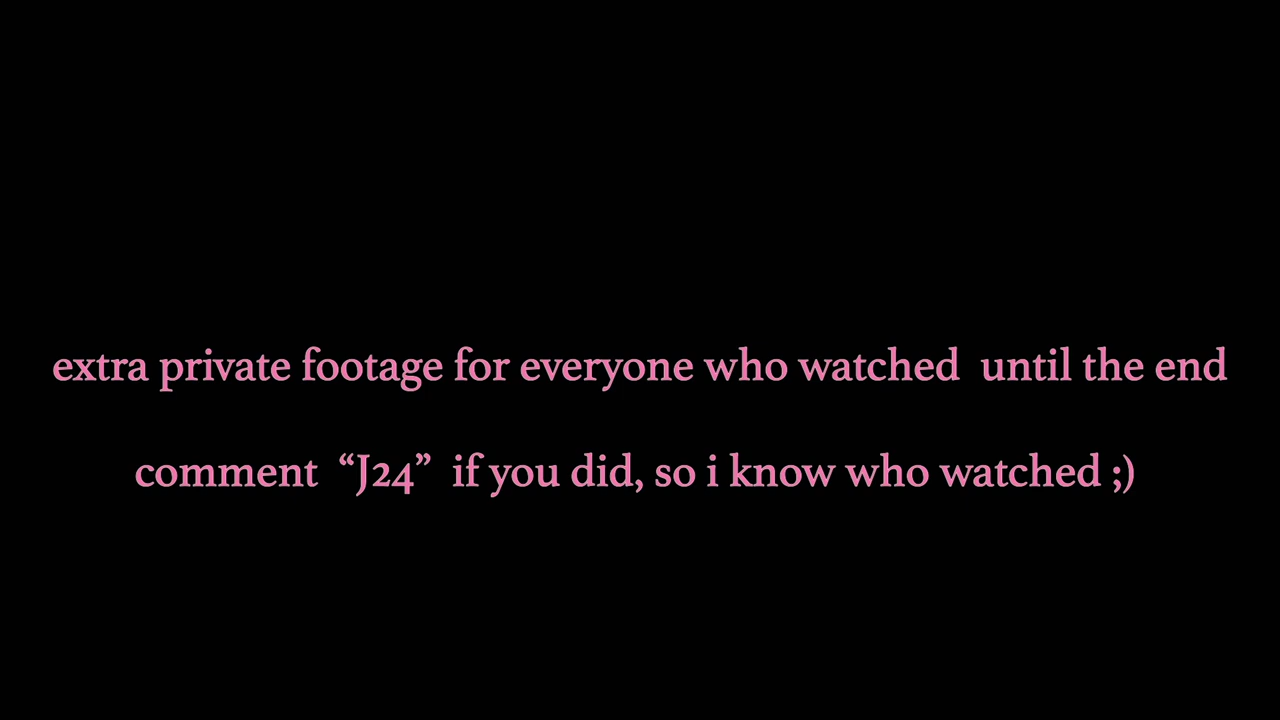 extra private footage for everyone who watched  until the end
comment  “J24”  if you did, so i know who watched ;)